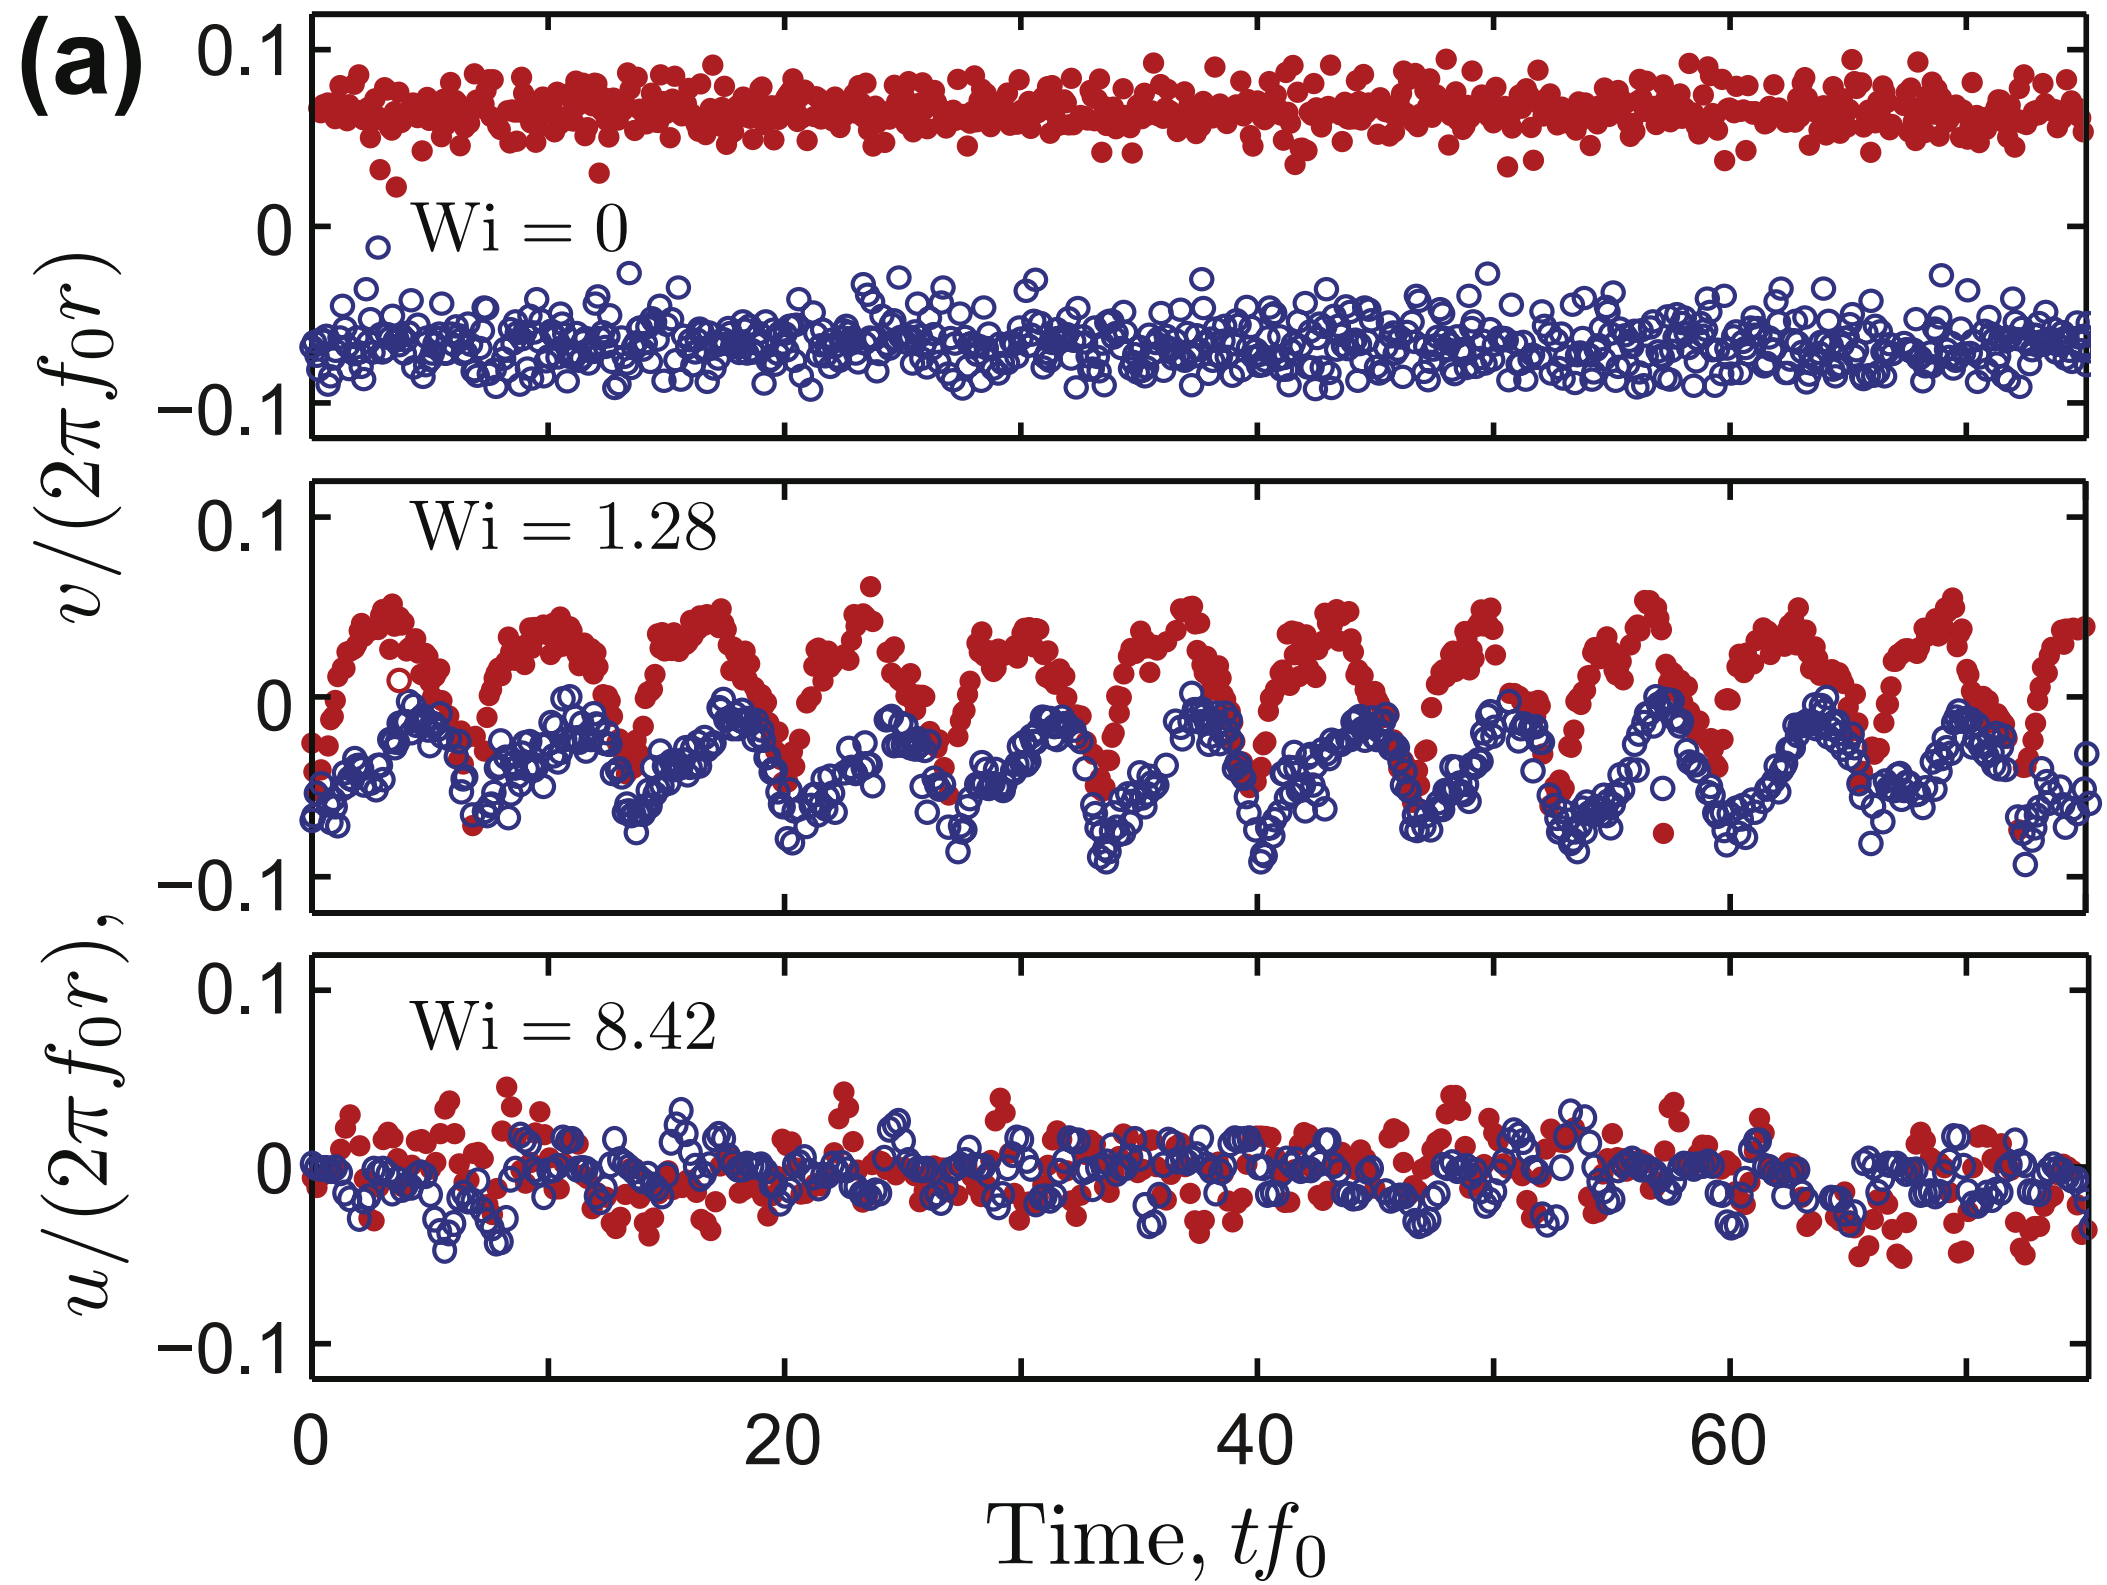 (a)
u/(2πf₀r), v/(2πf₀r)
0.1
0
−0.1
Wi = 0
0.1
0
−0.1
Wi = 1.28
0.1
0
−0.1
Wi = 8.42
0 20 40 60
Time, tf₀